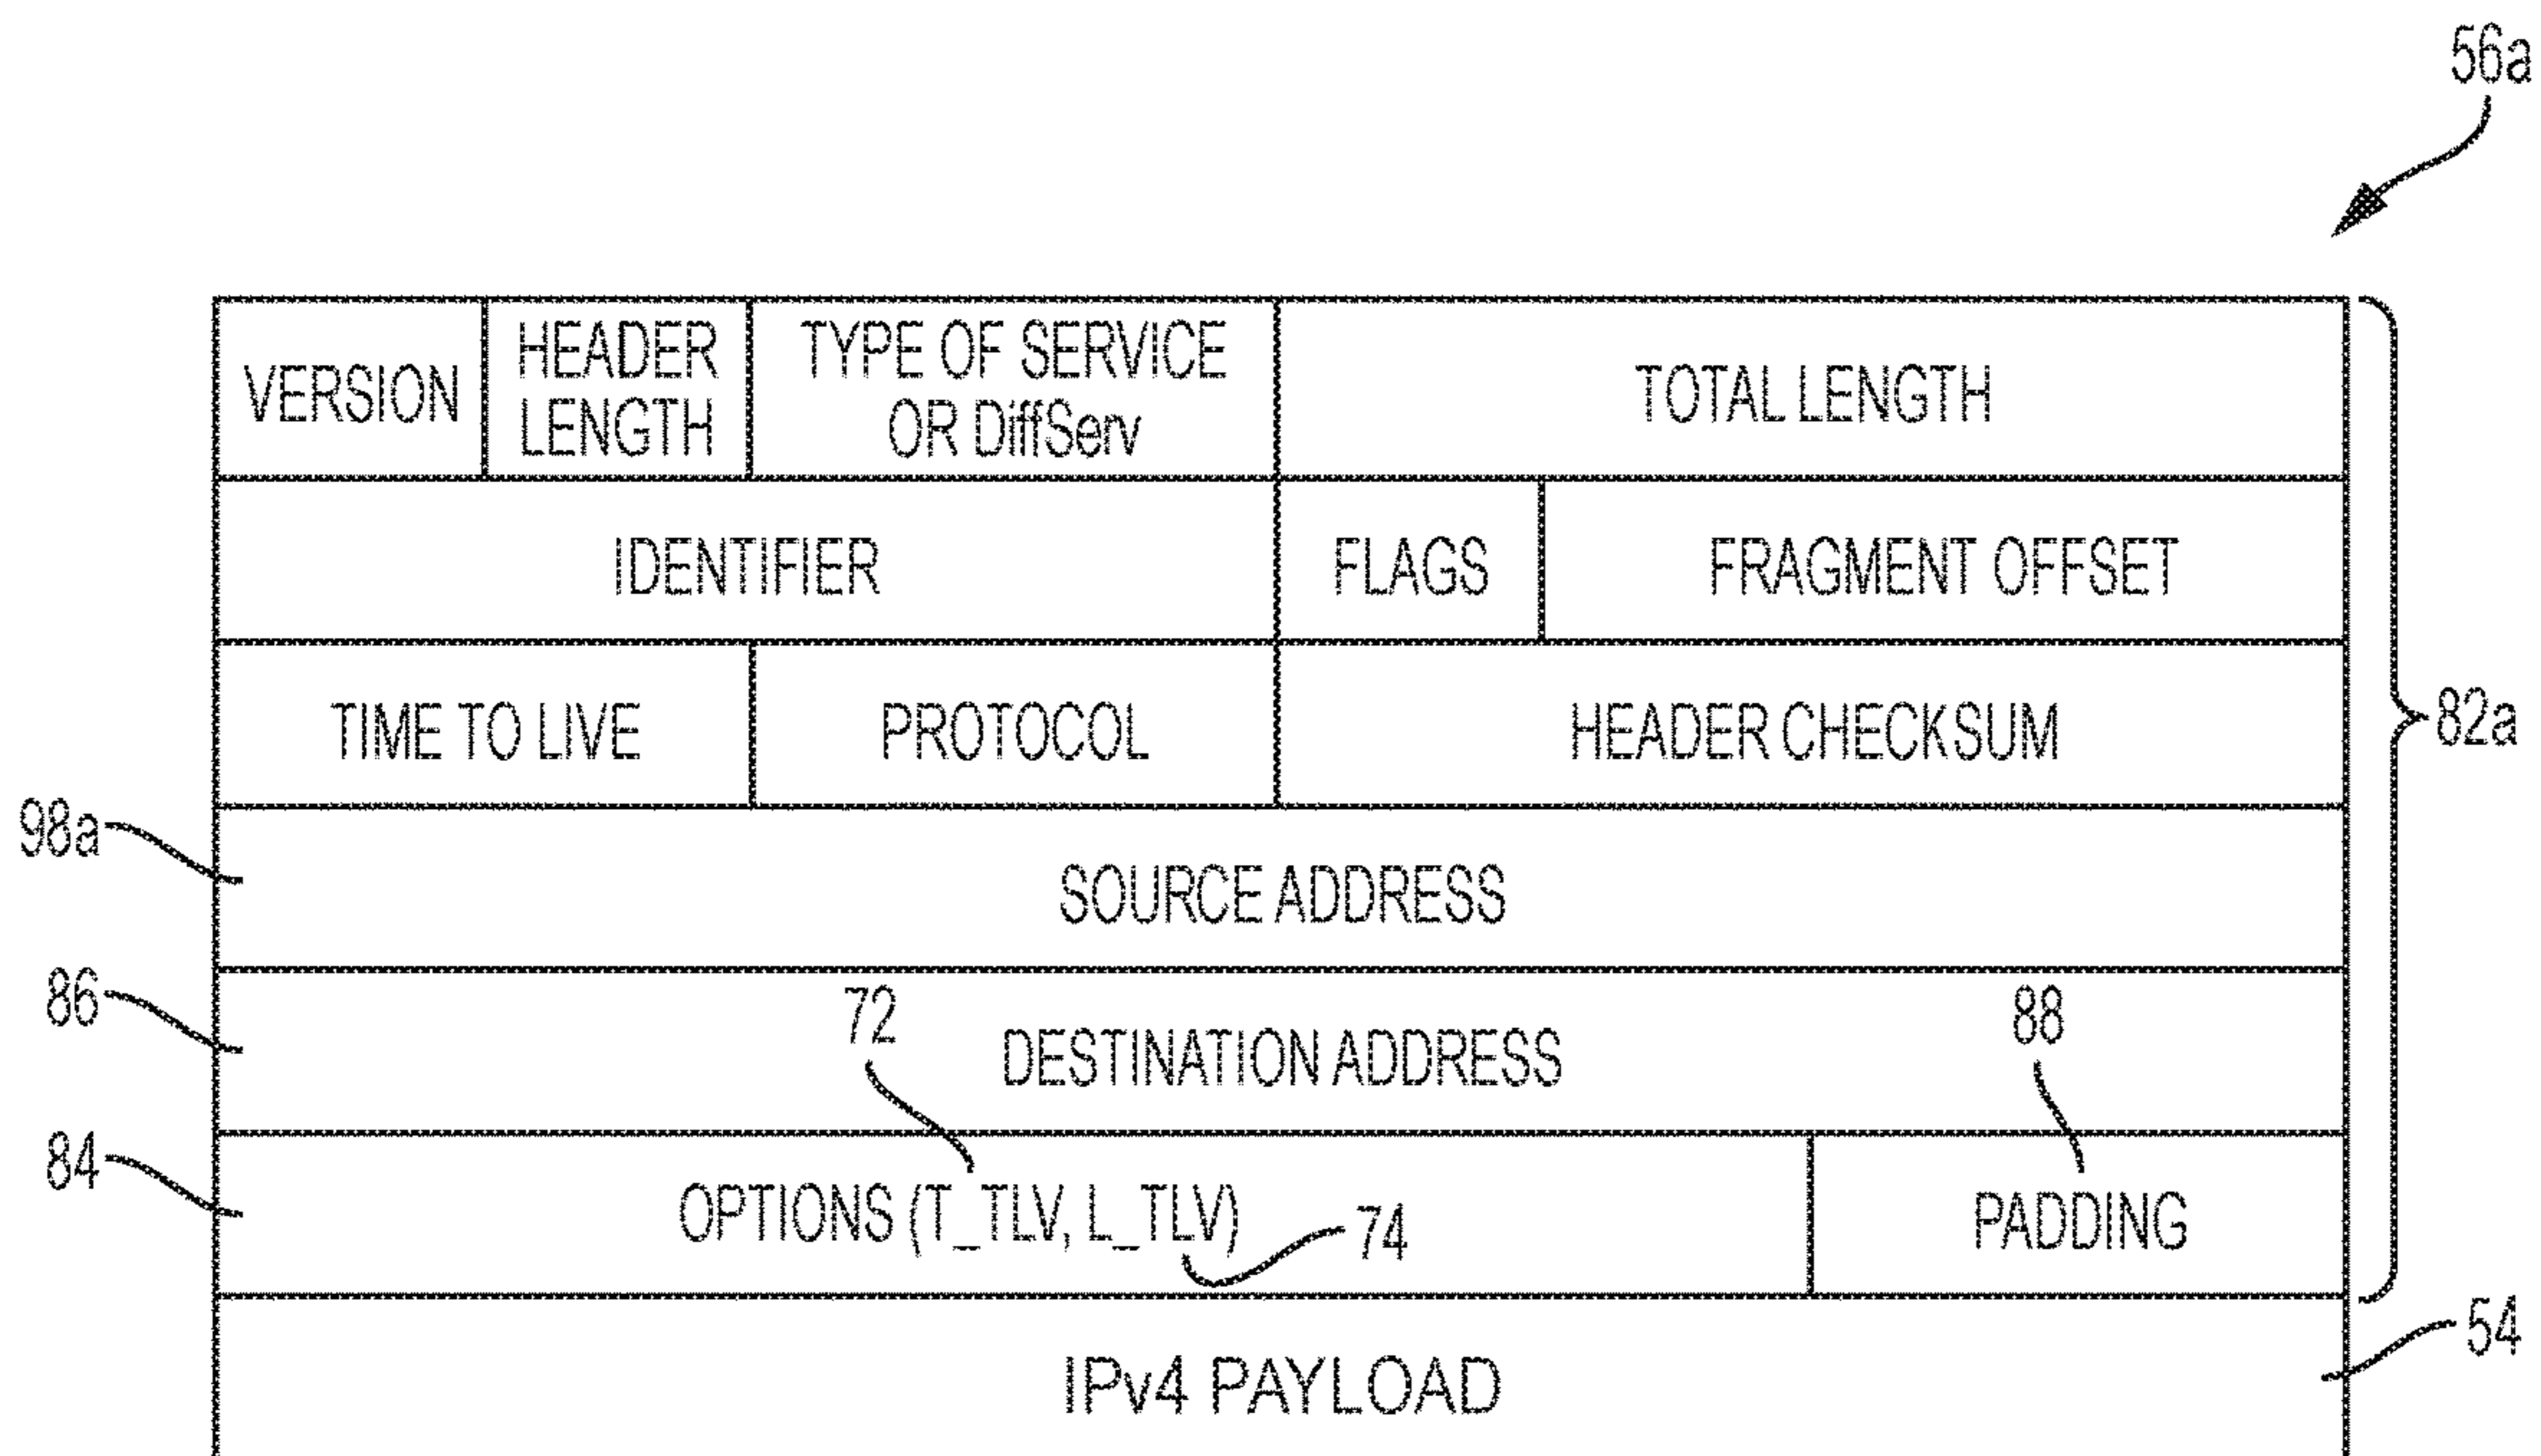 56a
VERSION
HEADER
LENGTH
TYPE OF SERVICE
OR DiffServ
TOTAL LENGTH
IDENTIFIER
FLAGS
FRAGMENT OFFSET
TIME TO LIVE
PROTOCOL
HEADER CHECKSUM
82a
98a
SOURCE ADDRESS
86
72
DESTINATION ADDRESS
88
84
OPTIONS (T_TLV, L_TLV)
74
PADDING
IPv4 PAYLOAD
54